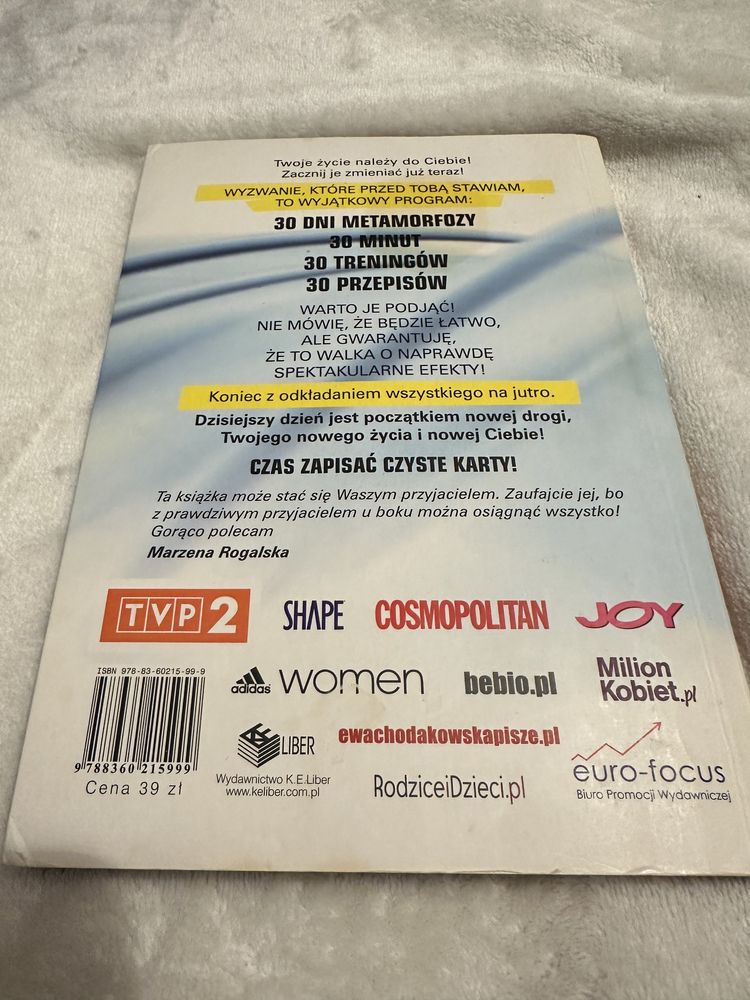 Twoje życie należy do Ciebie!
Zacznij je zmieniać już teraz!
WYZWANIE, KTÓRE PRZED TOBĄ STAWIAM,
TO WYJĄTKOWY PROGRAM:
30 DNI METAMORFOZY
30 MINUT
30 TRENINGÓW
30 PRZEPISÓW
WARTO JE PODJĄĆ!
NIE MÓWIĘ, ŻE BĘDZIE ŁATWO,
ALE GWARANTUJĘ,
ŻE TO WALKA O NAPRAWDĘ
SPEKTAKULARNE EFEKTY!
Koniec z odkładaniem wszystkiego na jutro.
Dzisiejszy dzień jest początkiem nowej drogi,
Twojego nowego życia i nowej Ciebie!
CZAS ZAPISAĆ CZYSTE KARTY!
Ta książka może stać się Waszym przyjacielem. Zaufajcie jej, bo
z prawdziwym przyjacielem u boku można osiągnąć wszystko!
Gorąco polecam
Marzena Rogalska
TVP2 SHAPE COSMOPOLITAN JOY
ISBN 978-83-60215-99-9
9 788360 215999
Cena 39 zł
adidas women bebio.pl
Milion
Kobiet.pl
LIBER
Wydawnictwo K.E.Liber
www.keliber.com.pl
ewachodakowskapisze.pl
RodziceiDzieci.pl
euro-focus
Biuro Promocji Wydawniczej